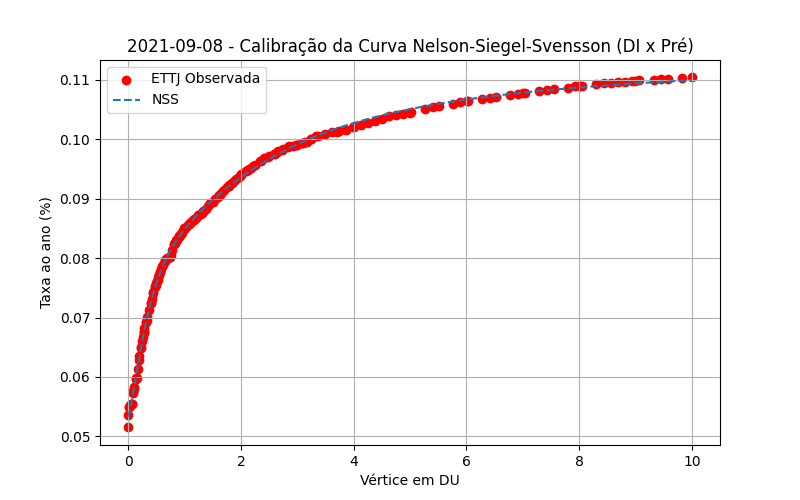 2021-09-08 - Calibração da Curva Nelson-Siegel-Svensson (DI x Pré)
ETTJ Observada
NSS
Taxa ao ano (%)
0.11
0.10
0.09
0.08
0.07
0.06
0.05
0 2 4 6 8 10
Vértice em DU